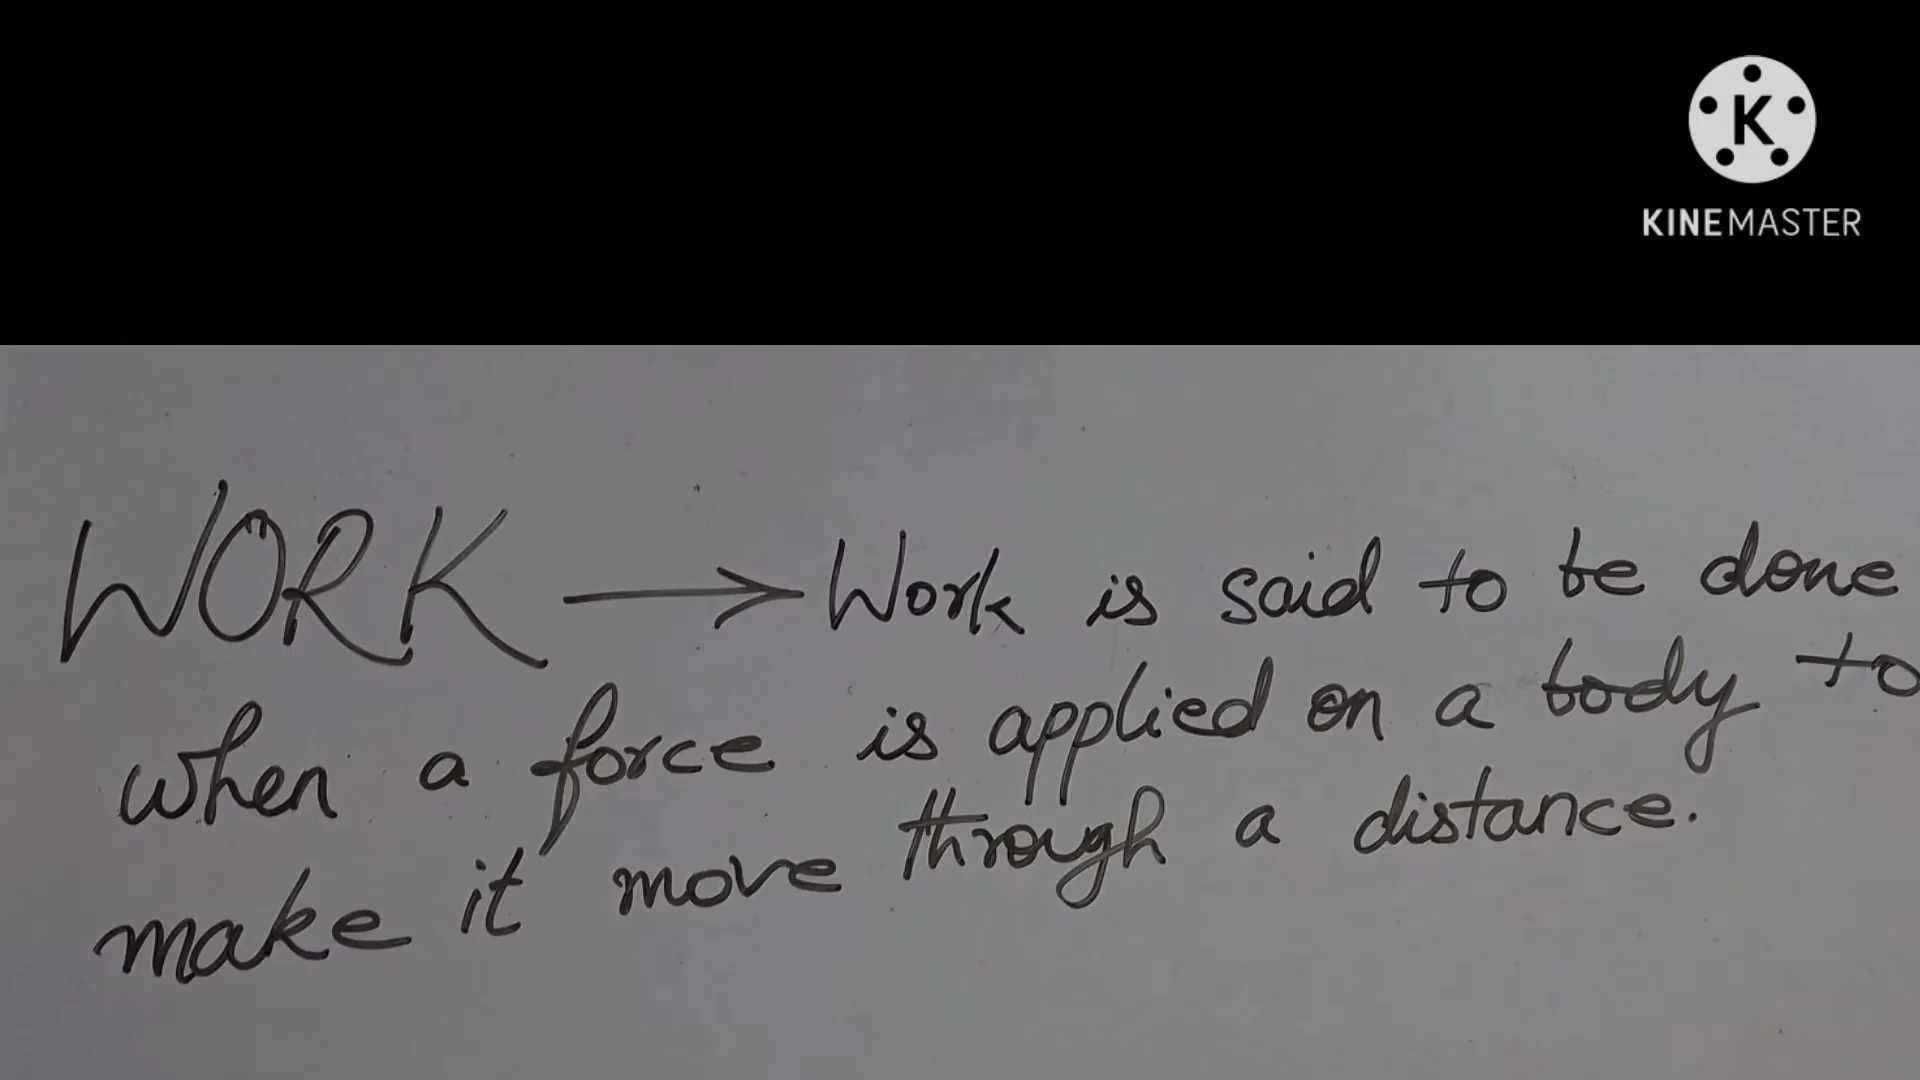 K
KINEMASTER
WORK → Work is said to be done
when a force is applied on a body to
make it move through a distance.